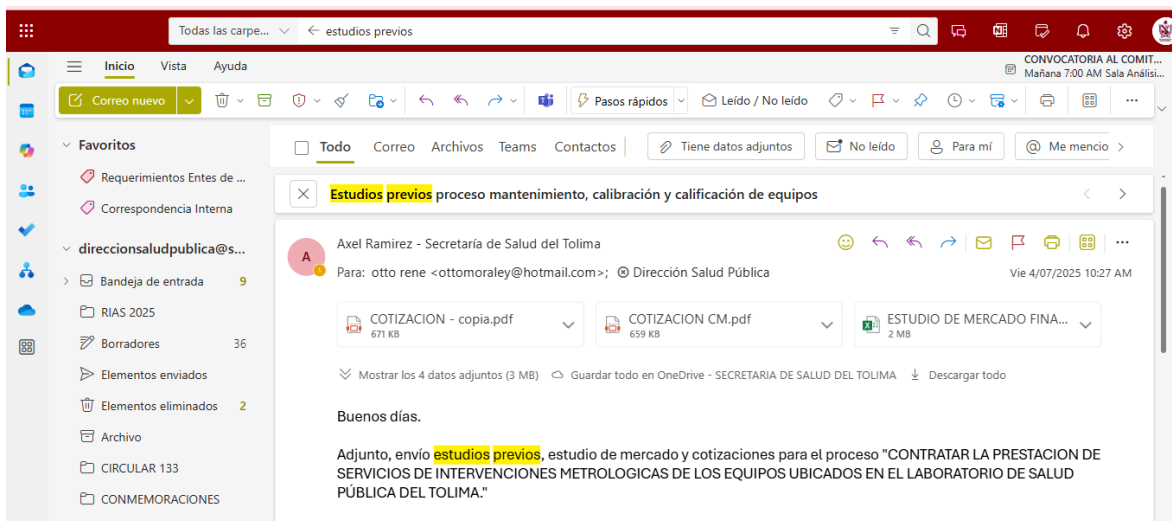 Todas las carpe... estudios previos
Inicio Vista Ayuda
CONVOCATORIA AL COMIT...
Mañana 7:00 AM Sala Análisi...
Correo nuevo Pasos rápidos Leído / No leído
Favoritos
Requerimientos Entes de ...
Correspondencia Interna
direccionsaludpublica@s...
Bandeja de entrada 9
RIAS 2025
Borradores 36
Elementos enviados
Elementos eliminados 2
Archivo
CIRCULAR 133
CONMEMORACIONES
Todo Correo Archivos Teams Contactos Tiene datos adjuntos No leído Para mí Me mencio
Estudios previos proceso mantenimiento, calibración y calificación de equipos
A
Axel Ramirez - Secretaría de Salud del Tolima
Para: otto rene <ottomoraley@hotmail.com>; Dirección Salud Pública
Vie 4/07/2025 10:27 AM
COTIZACION - copia.pdf
671 KB
COTIZACION CM.pdf
659 KB
ESTUDIO DE MERCADO FINA...
2 MB
Mostrar los 4 datos adjuntos (3 MB) Guardar todo en OneDrive - SECRETARIA DE SALUD DEL TOLIMA Descargar todo
Buenos días.
Adjunto, envío estudios previos, estudio de mercado y cotizaciones para el proceso "CONTRATAR LA PRESTACION DE
SERVICIOS DE INTERVENCIONES METROLOGICAS DE LOS EQUIPOS UBICADOS EN EL LABORATORIO DE SALUD
PÚBLICA DEL TOLIMA."